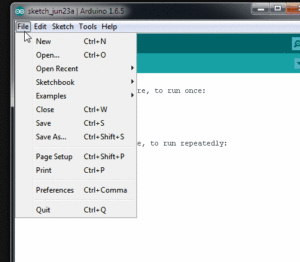 sketch_jun23a | Arduino 1.6.5
File Edit Sketch Tools Help
New Ctrl+N
Open... Ctrl+O
Open Recent
Sketchbook
Examples
re, to run once:
Close Ctrl+W
Save Ctrl+S
Save As... Ctrl+Shift+S
e, to run repeatedly:
Page Setup Ctrl+Shift+P
Print Ctrl+P
Preferences Ctrl+Comma
Quit Ctrl+Q